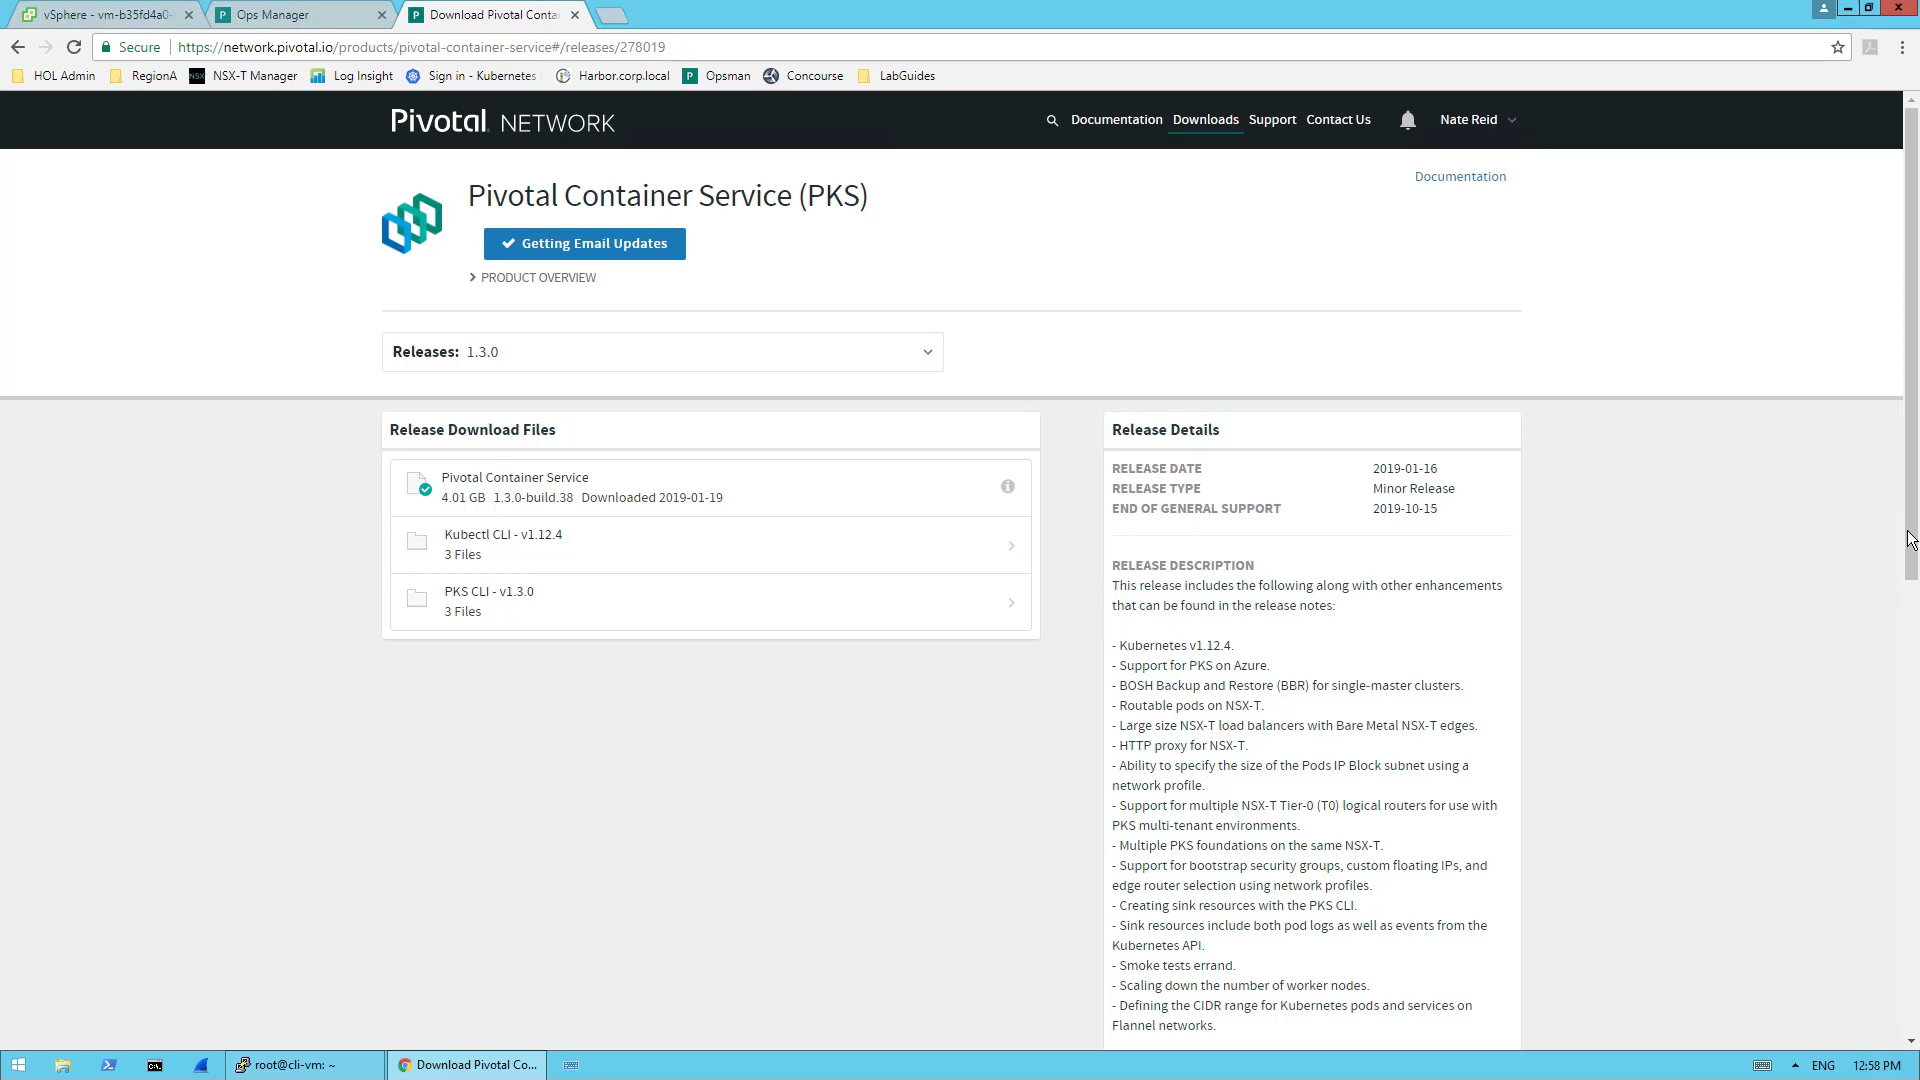 vSphere - vm-b35fd4a0-
Ops Manager
Download Pivotal Conta
Secure
https://network.pivotal.io/products/pivotal-container-service#/releases/278019
HOL Admin
RegionA
NSX-T Manager
Log Insight
Sign in - Kubernetes
Harbor.corp.local
Opsman
Concourse
LabGuides
Pivotal NETWORK
Documentation
Downloads
Support
Contact Us
Nate Reid
Documentation
Pivotal Container Service (PKS)
Getting Email Updates
PRODUCT OVERVIEW
Releases: 1.3.0
Release Download Files
Pivotal Container Service
4.01 GB 1.3.0-build.38 Downloaded 2019-01-19
Kubectl CLI - v1.12.4
3 Files
PKS CLI - v1.3.0
3 Files
Release Details
RELEASE DATE 2019-01-16
RELEASE TYPE Minor Release
END OF GENERAL SUPPORT 2019-10-15
RELEASE DESCRIPTION
This release includes the following along with other enhancements
that can be found in the release notes:
- Kubernetes v1.12.4.
- Support for PKS on Azure.
- BOSH Backup and Restore (BBR) for single-master clusters.
- Routable pods on NSX-T.
- Large size NSX-T load balancers with Bare Metal NSX-T edges.
- HTTP proxy for NSX-T.
- Ability to specify the size of the Pods IP Block subnet using a
network profile.
- Support for multiple NSX-T Tier-0 (T0) logical routers for use with
PKS multi-tenant environments.
- Multiple PKS foundations on the same NSX-T.
- Support for bootstrap security groups, custom floating IPs, and
edge router selection using network profiles.
- Creating sink resources with the PKS CLI.
- Sink resources include both pod logs as well as events from the
Kubernetes API.
- Smoke tests errand.
- Scaling down the number of worker nodes.
- Defining the CIDR range for Kubernetes pods and services on
Flannel networks.
root@cli-vm: ~
Download Pivotal Co...
ENG
12:58 PM